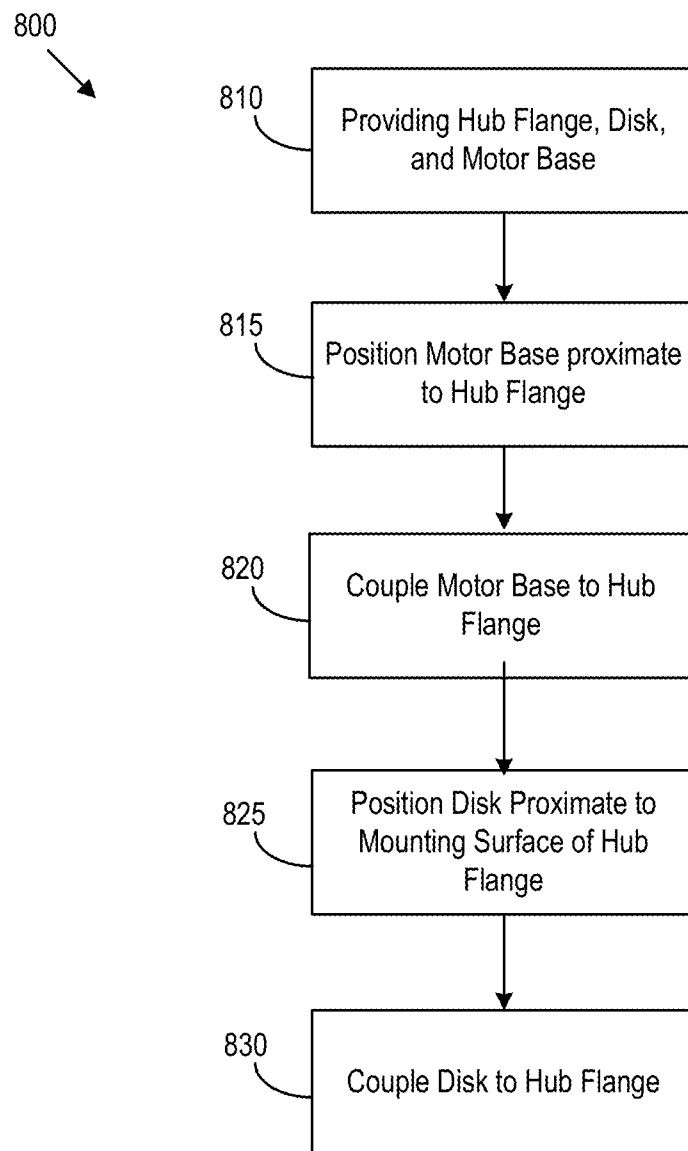 800
810
Providing Hub Flange, Disk,
and Motor Base
815
Position Motor Base proximate
to Hub Flange
820
Couple Motor Base to Hub
Flange
825
Position Disk Proximate to
Mounting Surface of Hub
Flange
830
Couple Disk to Hub Flange